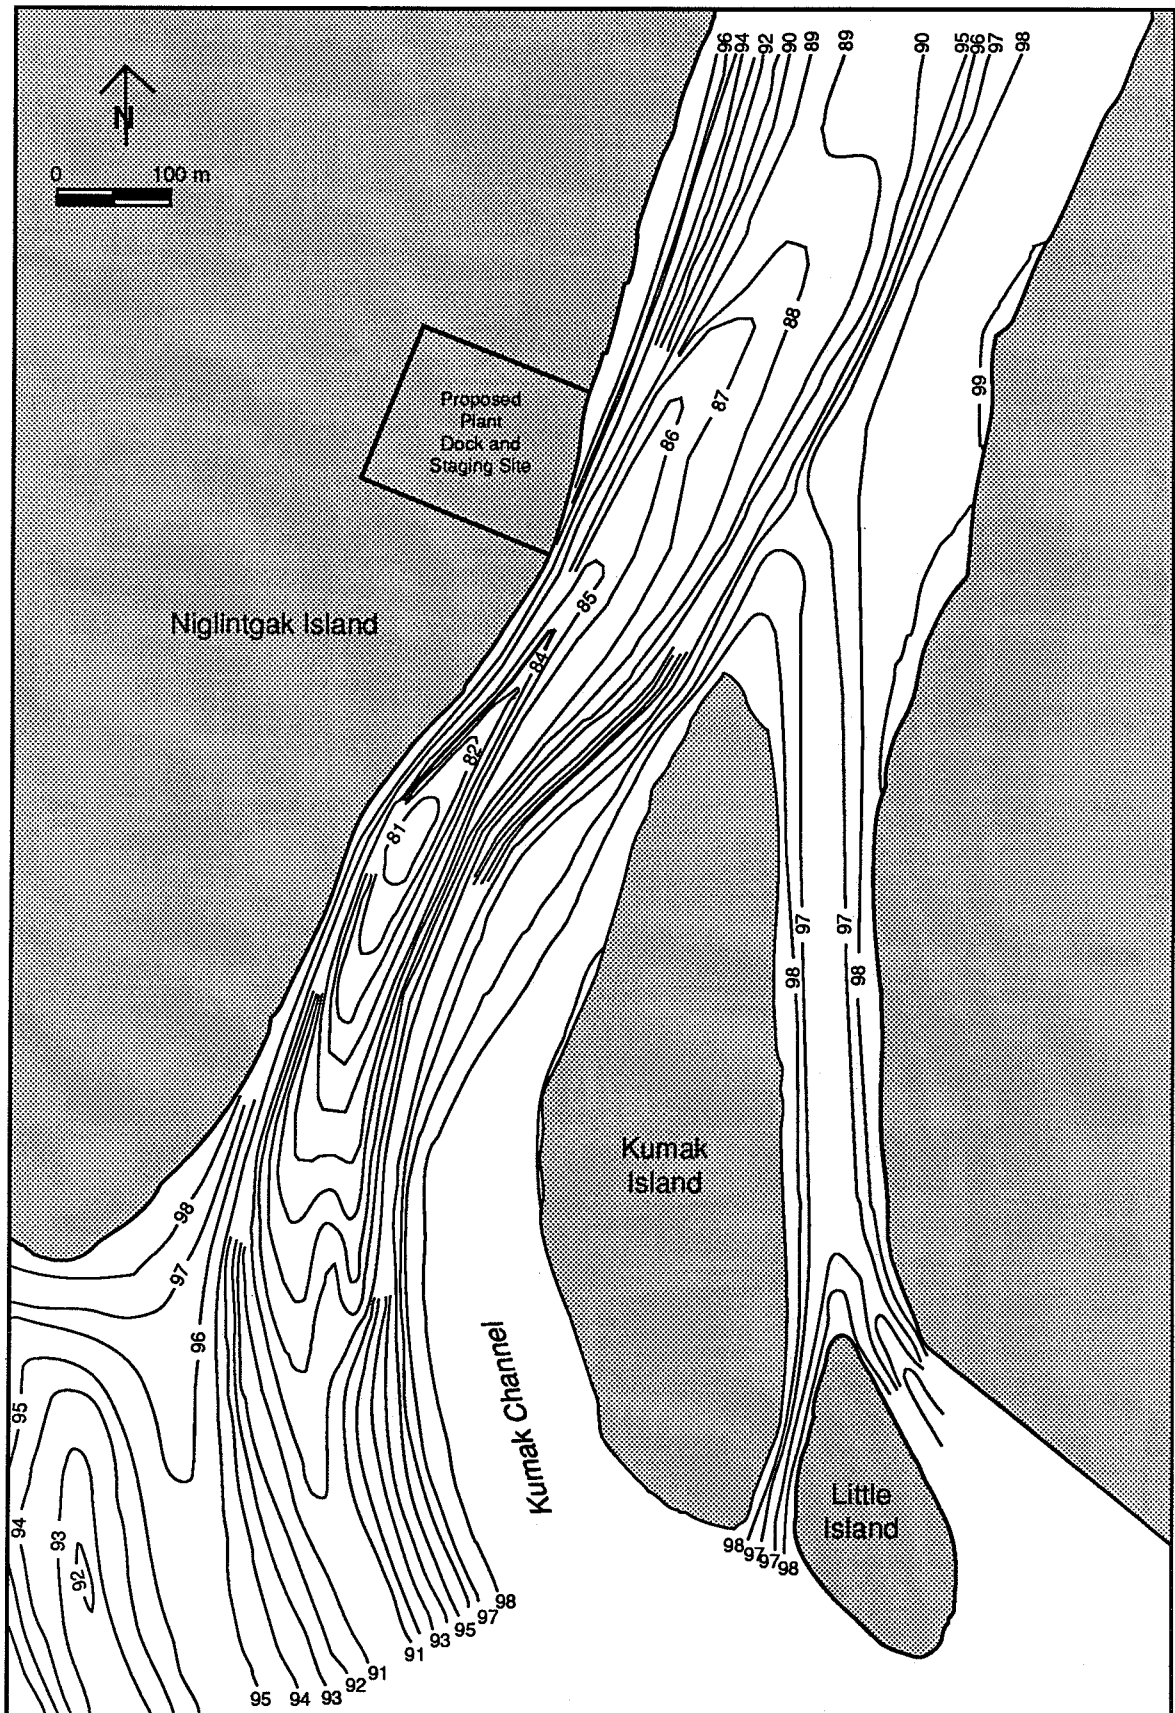 96 94 92 90 89 89 90 95 96 97 98
N
0 100 m
88
99
87
Proposed
Plant
Dock and
Staging Site
86
85
Niglintgak Island
84
82
81
97 97
98 98
Kumak
Island
98
97
96
Kumak Channel
95
94
93
92
Little
Island
98 97 97 98
98
97
95
93
91
91
92
93
94
95